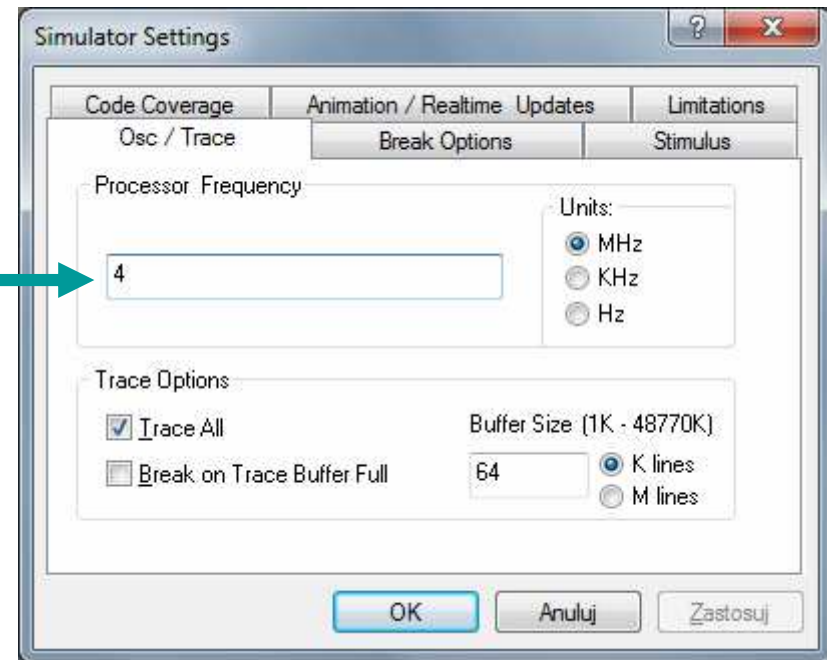 Simulator Settings
Code Coverage Animation / Realtime Updates Limitations
Osc / Trace Break Options Stimulus
Processor Frequency
Units:
MHz
4
KHz
Hz
Trace Options
Trace All Buffer Size (1K - 48770K)
Break on Trace Buffer Full 64 K lines
M lines
OK Anuluj Zastosuj